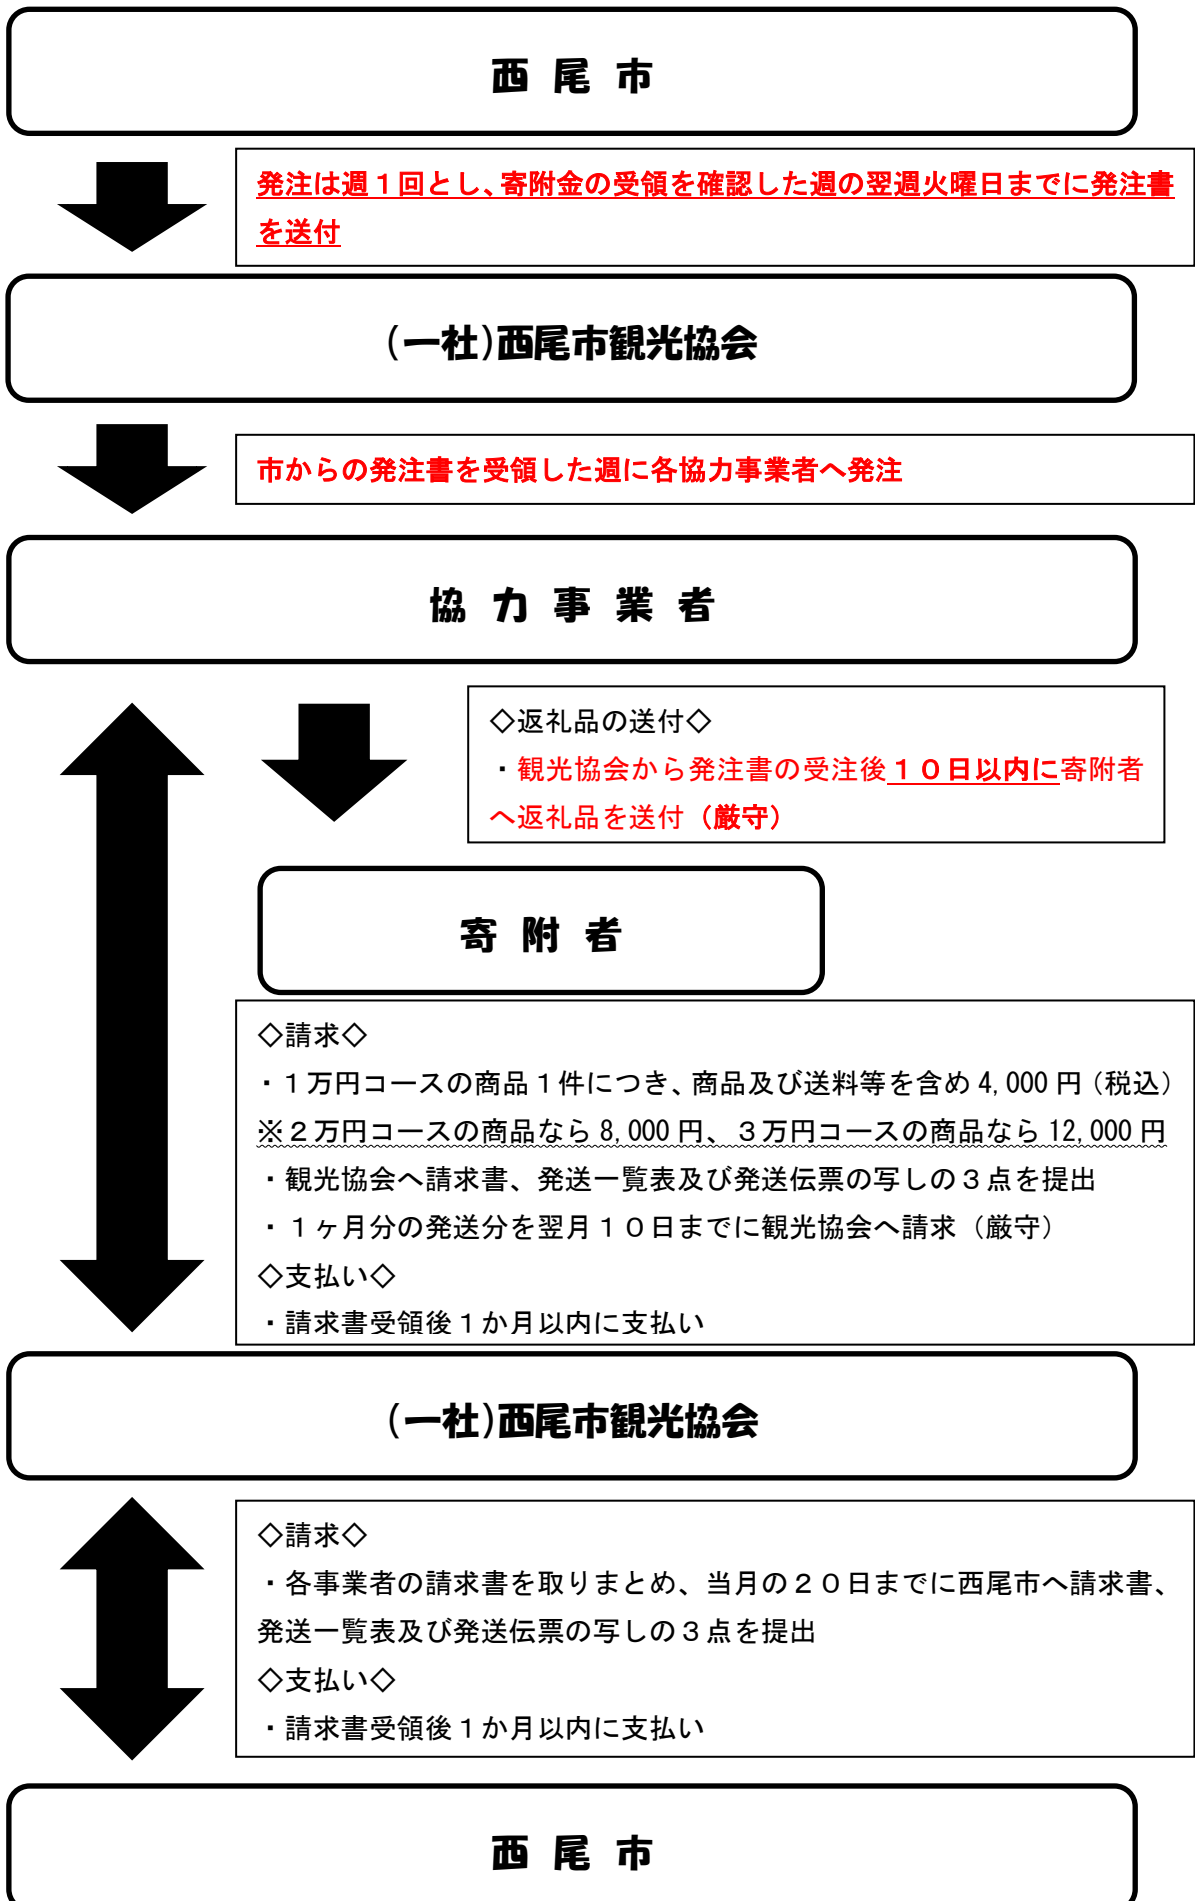 西 尾 市
発注は週１回とし、寄附金の受領を確認した週の翌週火曜日までに発注書
を送付
(一社)西尾市観光協会
市からの発注書を受領した週に各協力事業者へ発注
協 力 事 業 者
◇返礼品の送付◇
・観光協会から発注書の受注後１０日以内に寄附者
へ返礼品を送付（厳守）
寄 附 者
◇請求◇
・１万円コースの商品１件につき、商品及び送料等を含め 4,000 円（税込）
※２万円コースの商品なら 8,000 円、３万円コースの商品なら 12,000 円
・観光協会へ請求書、発送一覧表及び発送伝票の写しの３点を提出
・１ヶ月分の発送分を翌月１０日までに観光協会へ請求（厳守）
◇支払い◇
・請求書受領後１か月以内に支払い
(一社)西尾市観光協会
◇請求◇
・各事業者の請求書を取りまとめ、当月の２０日までに西尾市へ請求書、
発送一覧表及び発送伝票の写しの３点を提出
◇支払い◇
・請求書受領後１か月以内に支払い
西 尾 市